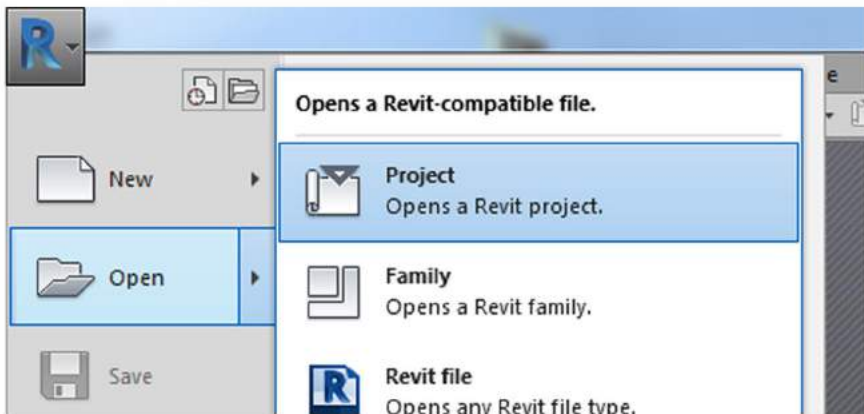 R
Opens a Revit-compatible file.
e
New
Project
Opens a Revit project.
Open
Family
Opens a Revit family.
Save
R
Revit file
Opens any Revit file type.